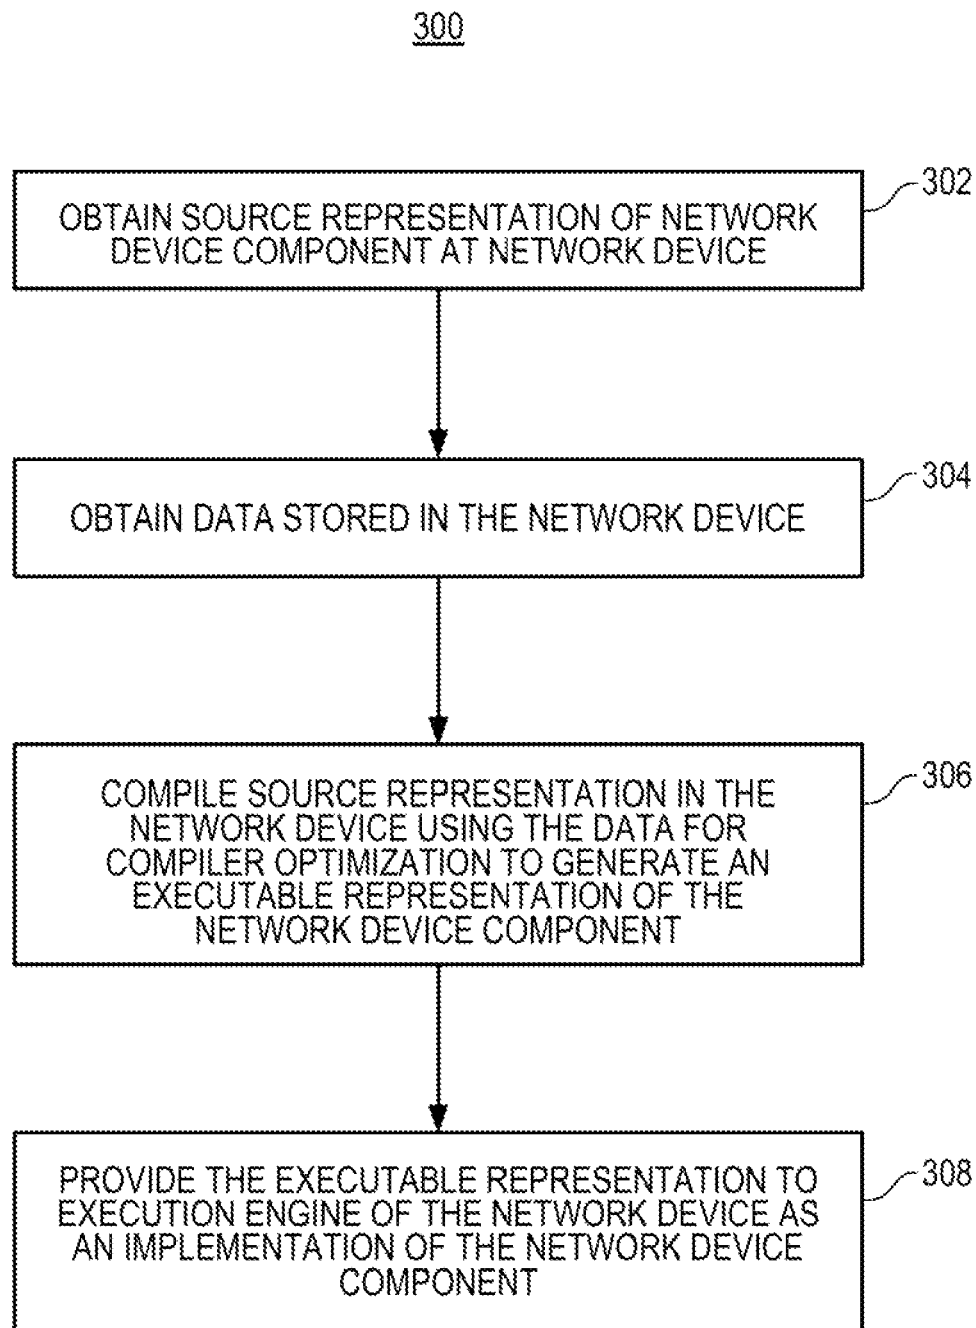 300
302
OBTAIN SOURCE REPRESENTATION OF NETWORK
DEVICE COMPONENT AT NETWORK DEVICE
304
OBTAIN DATA STORED IN THE NETWORK DEVICE
306
COMPILE SOURCE REPRESENTATION IN THE
NETWORK DEVICE USING THE DATA FOR
COMPILER OPTIMIZATION TO GENERATE AN
EXECUTABLE REPRESENTATION OF THE
NETWORK DEVICE COMPONENT
308
PROVIDE THE EXECUTABLE REPRESENTATION TO
EXECUTION ENGINE OF THE NETWORK DEVICE AS
AN IMPLEMENTATION OF THE NETWORK DEVICE
COMPONENT